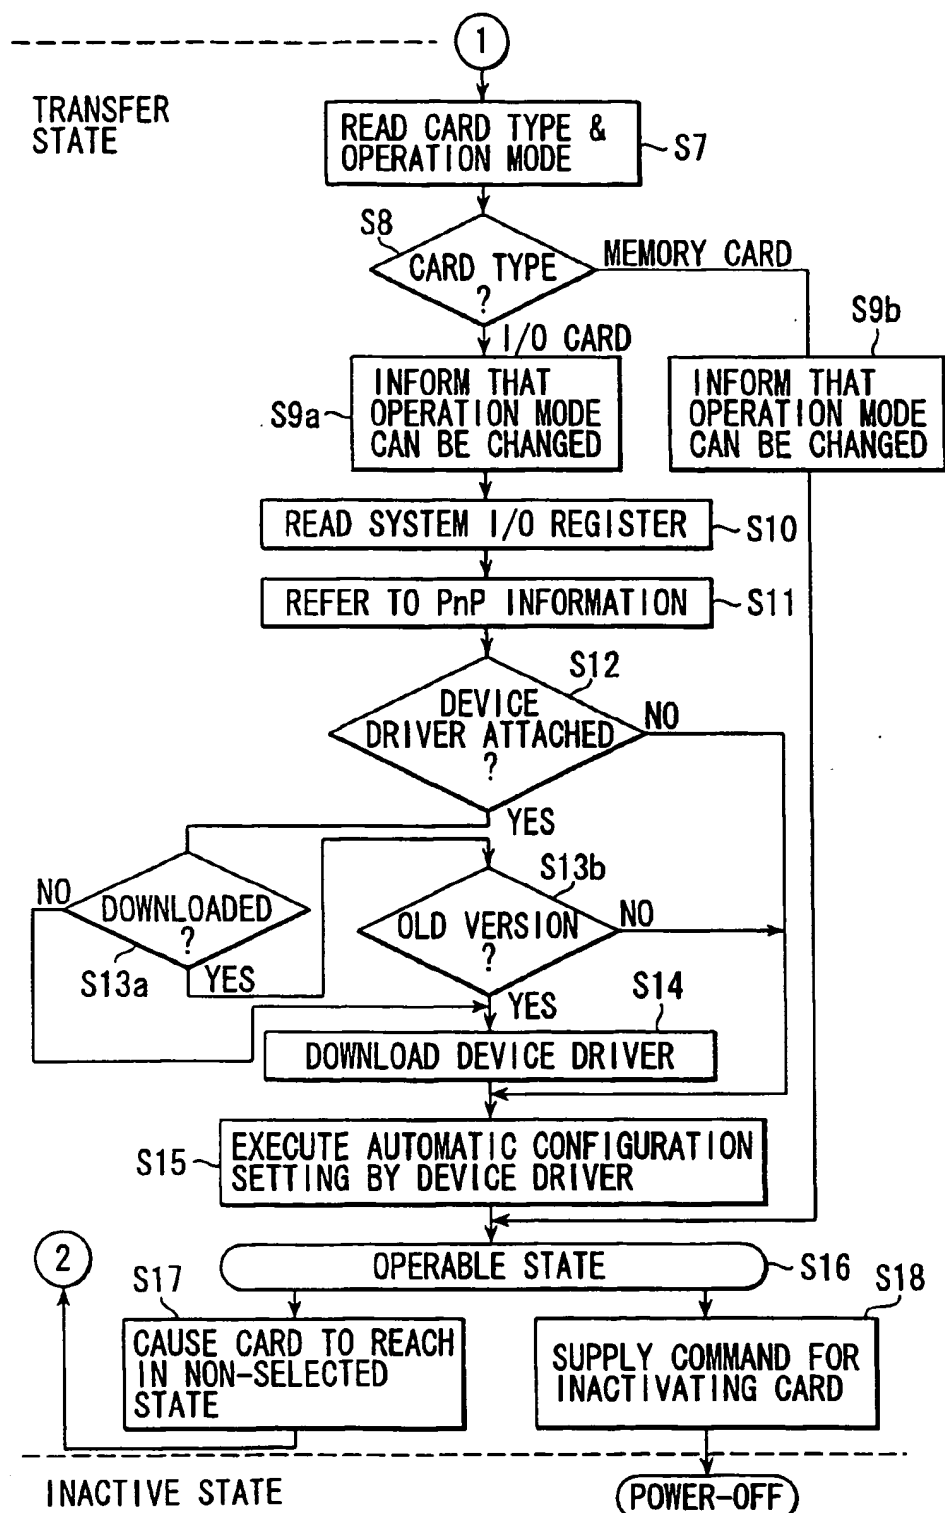 1
TRANSFER
STATE
READ CARD TYPE &
OPERATION MODE
S7
S8
CARD TYPE
?
MEMORY CARD
I/O CARD
S9b
S9a
INFORM THAT
OPERATION MODE
CAN BE CHANGED
INFORM THAT
OPERATION MODE
CAN BE CHANGED
READ SYSTEM I/O REGISTER
S10
REFER TO PnP INFORMATION
S11
S12
DEVICE
DRIVER ATTACHED
?
NO
YES
S13b
NO
DOWNLOADED
?
S13a
YES
OLD VERSION
?
NO
YES
S14
DOWNLOAD DEVICE DRIVER
S15
EXECUTE AUTOMATIC CONFIGURATION
SETTING BY DEVICE DRIVER
2
OPERABLE STATE
S16
S17
S18
CAUSE CARD TO REACH
IN NON-SELECTED
STATE
SUPPLY COMMAND FOR
INACTIVATING CARD
INACTIVE STATE
POWER-OFF